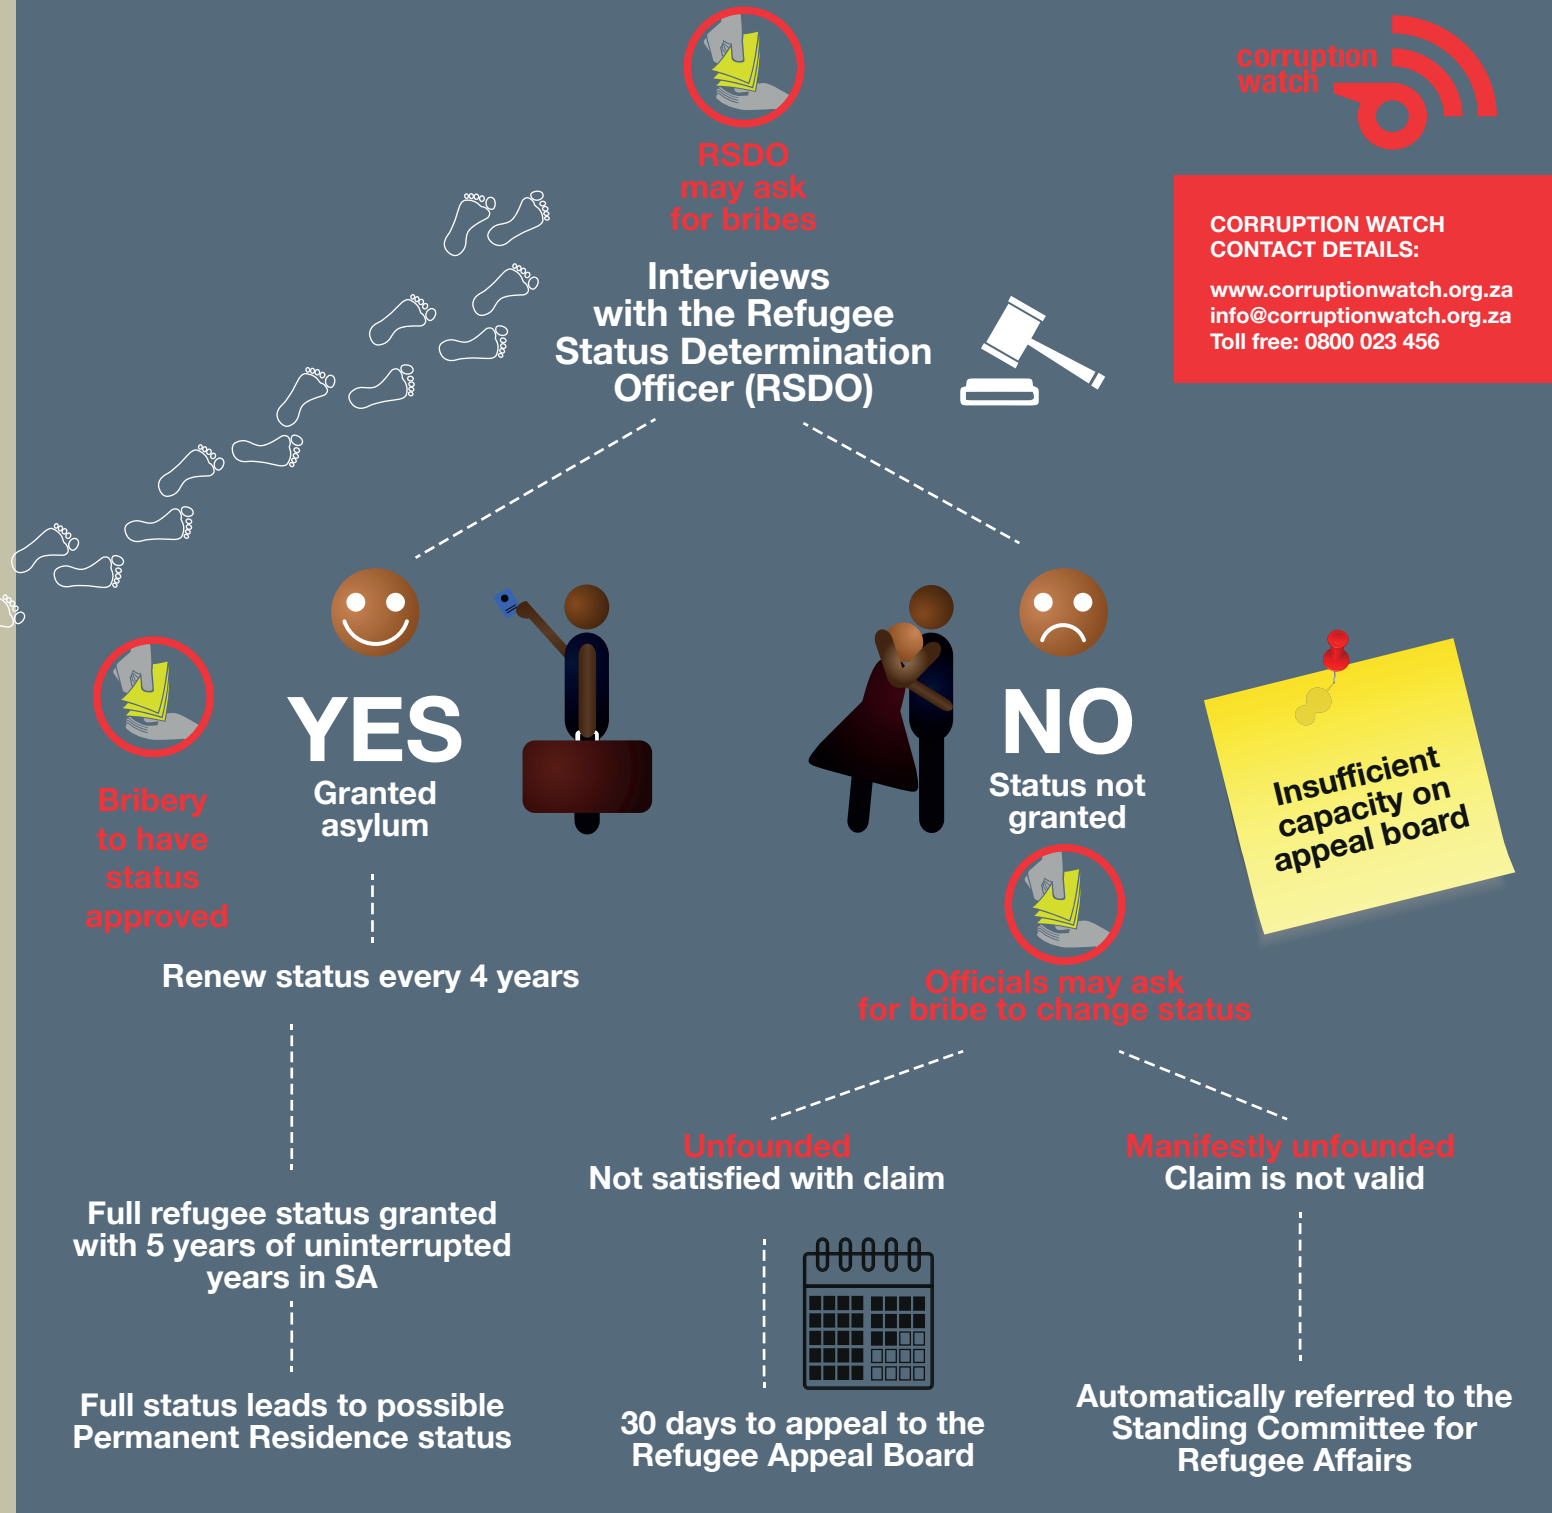 corruption
watch
RSDO
may ask
for bribes
Interviews
with the Refugee
Status Determination
Officer (RSDO)
CORRUPTION WATCH
CONTACT DETAILS:
www.corruptionwatch.org.za
info@corruptionwatch.org.za
Toll free: 0800 023 456
Bribery
to have
status
approved
YES
Granted
asylum
Renew status every 4 years
Full refugee status granted
with 5 years of uninterrupted
years in SA
Full status leads to possible
Permanent Residence status
NO
Status not
granted
Insufficient
capacity on
appeal board
Officials may ask
for bribe to change status
Unfounded
Not satisfied with claim
30 days to appeal to the
Refugee Appeal Board
Manifestly unfounded
Claim is not valid
Automatically referred to the
Standing Committee for
Refugee Affairs